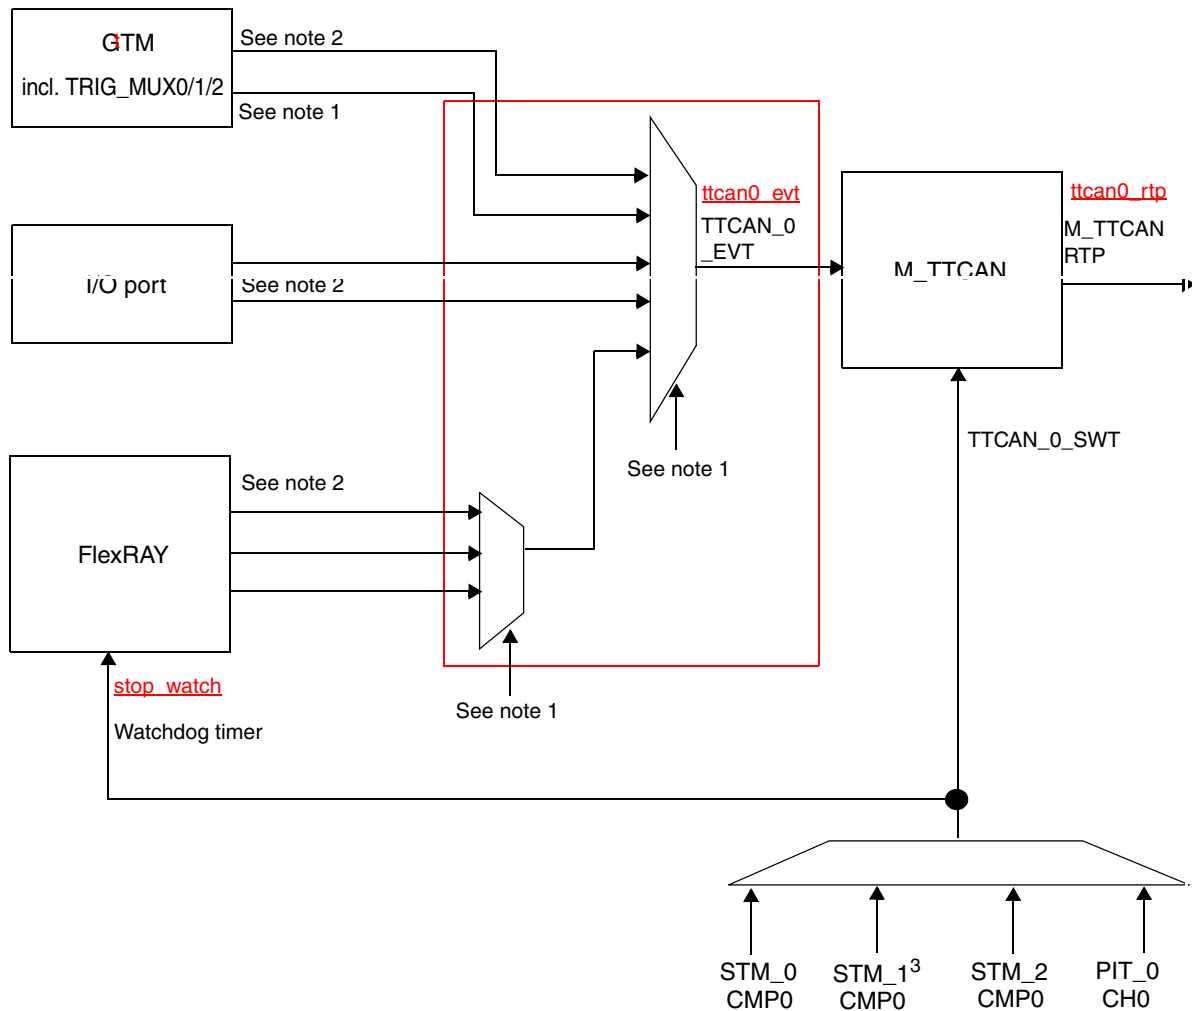 GTM
incl. TRIG_MUX0/1/2
See note 2
See note 1
ttcan0_evt
TTCAN_0
_EVT
ttcan0_rtp
M_TTCAN
RTP
I/O port
See note 2
M_TTCAN
See note 1
TTCAN_0_SWT
See note 2
FlexRAY
stop_watch
Watchdog timer
See note 1
STM_0
CMP0
STM_1³
CMP0
STM_2
CMP0
PIT_0
CH0